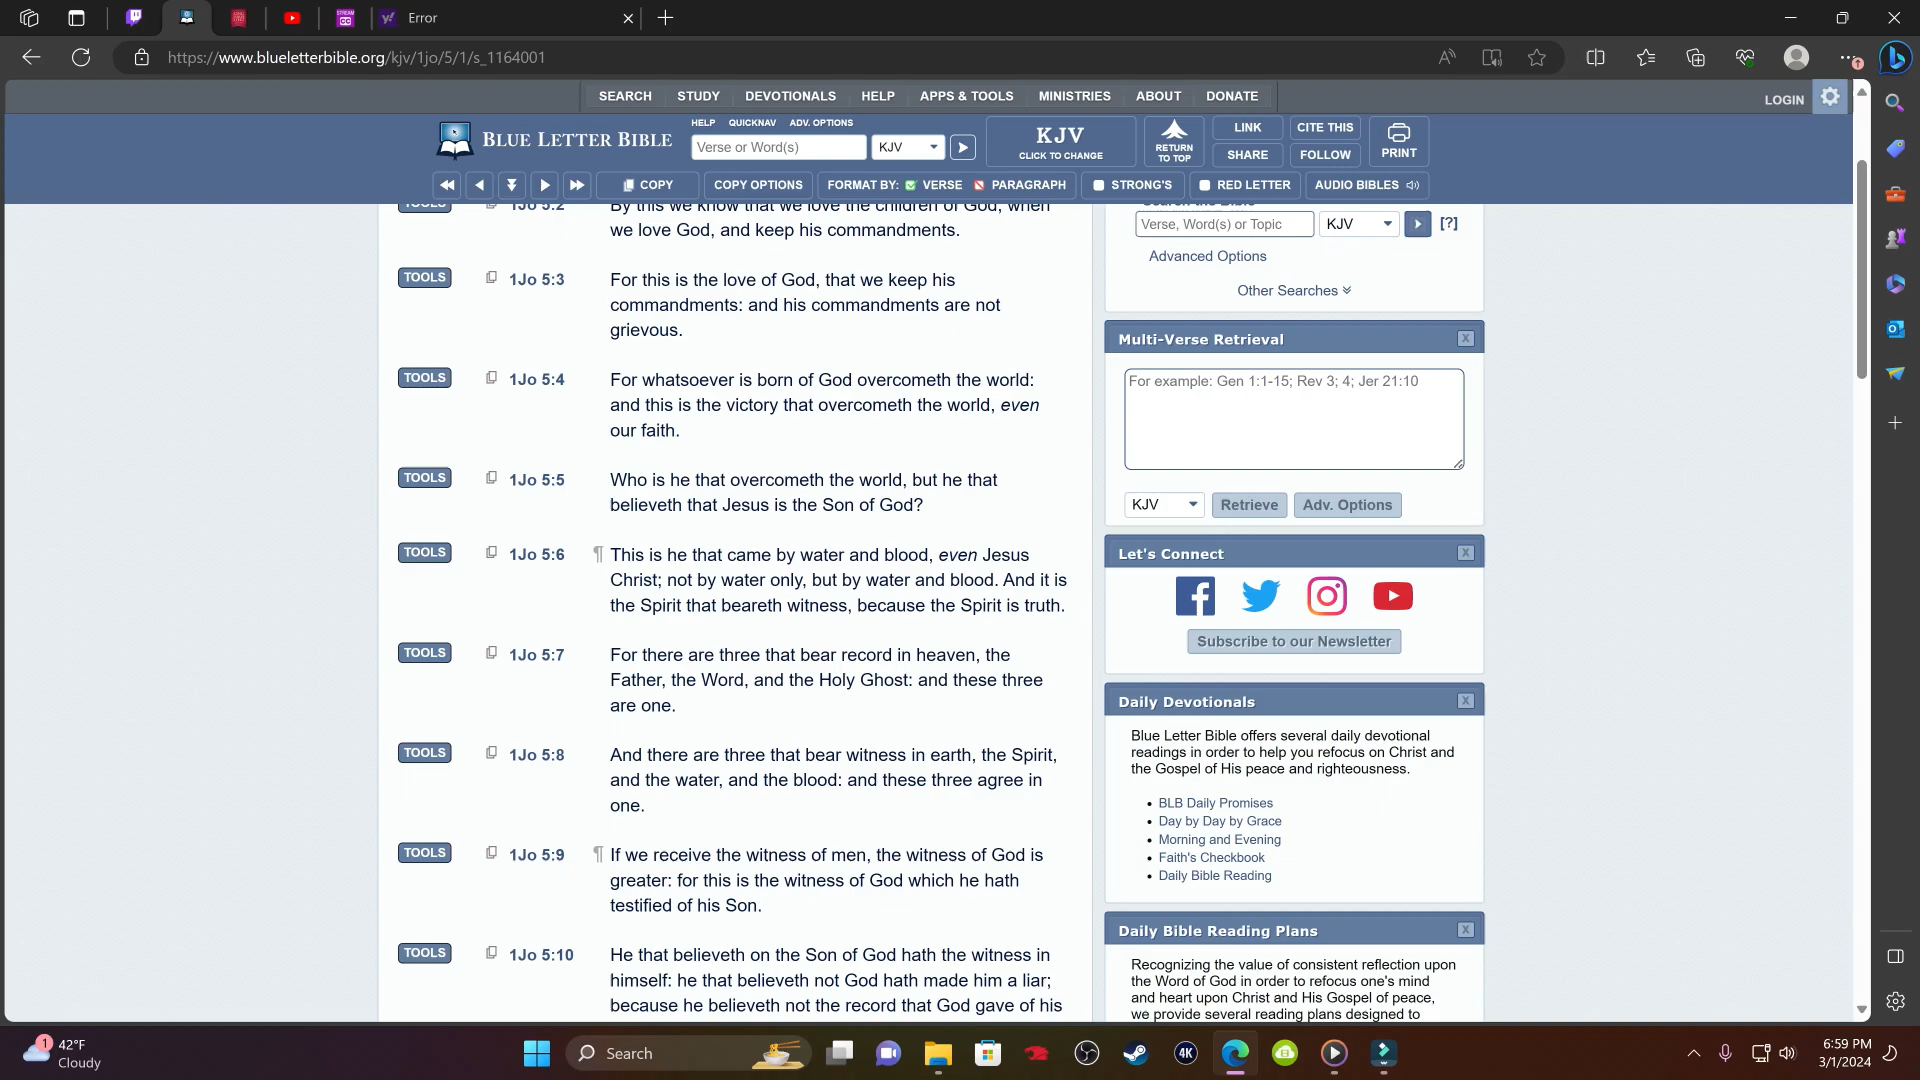 Error
https://www.blueletterbible.org/kjv/1jo/5/1/s_1164001
SEARCH STUDY DEVOTIONALS HELP APPS & TOOLS MINISTRIES ABOUT DONATE
LOGIN
BLUE LETTER BIBLE
HELP QUICKNAV ADV. OPTIONS
Verse or Word(s) KJV
KJV
CLICK TO CHANGE
RETURN
TO TOP
LINK CITE THIS
SHARE FOLLOW
PRINT
COPY COPY OPTIONS FORMAT BY: VERSE PARAGRAPH STRONG'S RED LETTER AUDIO BIBLES
TOOLS 1Jo 5:2 By this we know that we love the children of God, when
we love God, and keep his commandments.
TOOLS 1Jo 5:3 For this is the love of God, that we keep his
commandments: and his commandments are not
grievous.
TOOLS 1Jo 5:4 For whatsoever is born of God overcometh the world:
and this is the victory that overcometh the world, even
our faith.
TOOLS 1Jo 5:5 Who is he that overcometh the world, but he that
believeth that Jesus is the Son of God?
TOOLS 1Jo 5:6 ¶ This is he that came by water and blood, even Jesus
Christ; not by water only, but by water and blood. And it is
the Spirit that beareth witness, because the Spirit is truth.
TOOLS 1Jo 5:7 For there are three that bear record in heaven, the
Father, the Word, and the Holy Ghost: and these three
are one.
TOOLS 1Jo 5:8 And there are three that bear witness in earth, the Spirit,
and the water, and the blood: and these three agree in
one.
TOOLS 1Jo 5:9 ¶ If we receive the witness of men, the witness of God is
greater: for this is the witness of God which he hath
testified of his Son.
TOOLS 1Jo 5:10 He that believeth on the Son of God hath the witness in
himself: he that believeth not God hath made him a liar;
because he believeth not the record that God gave of his
Search the Bible
Verse, Word(s) or Topic KJV [?]
Advanced Options
Other Searches
Multi-Verse Retrieval X
For example: Gen 1:1-15; Rev 3; 4; Jer 21:10
KJV Retrieve Adv. Options
Let's Connect X
Subscribe to our Newsletter
Daily Devotionals X
Blue Letter Bible offers several daily devotional
readings in order to help you refocus on Christ and
the Gospel of His peace and righteousness.
• BLB Daily Promises
• Day by Day by Grace
• Morning and Evening
• Faith's Checkbook
• Daily Bible Reading
Daily Bible Reading Plans X
Recognizing the value of consistent reflection upon
the Word of God in order to refocus one's mind
and heart upon Christ and His Gospel of peace,
we provide several reading plans designed to
1
42°F
Cloudy
Search
4K
6:59 PM
3/1/2024